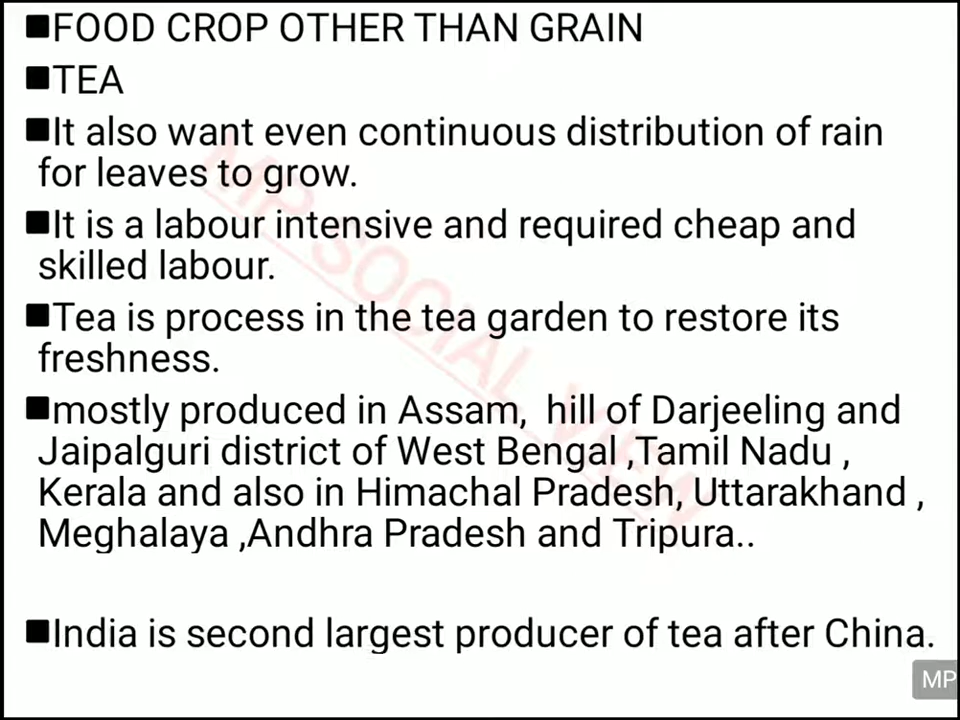 ■FOOD CROP OTHER THAN GRAIN
■TEA
■It also want even continuous distribution of rain
for leaves to grow.
■It is a labour intensive and required cheap and
skilled labour.
■Tea is process in the tea garden to restore its
freshness.
■mostly produced in Assam,  hill of Darjeeling and
Jaipalguri district of West Bengal ,Tamil Nadu ,
Kerala and also in Himachal Pradesh, Uttarakhand ,
Meghalaya ,Andhra Pradesh and Tripura..
■India is second largest producer of tea after China.
MP SOCIAL VIEW
MP